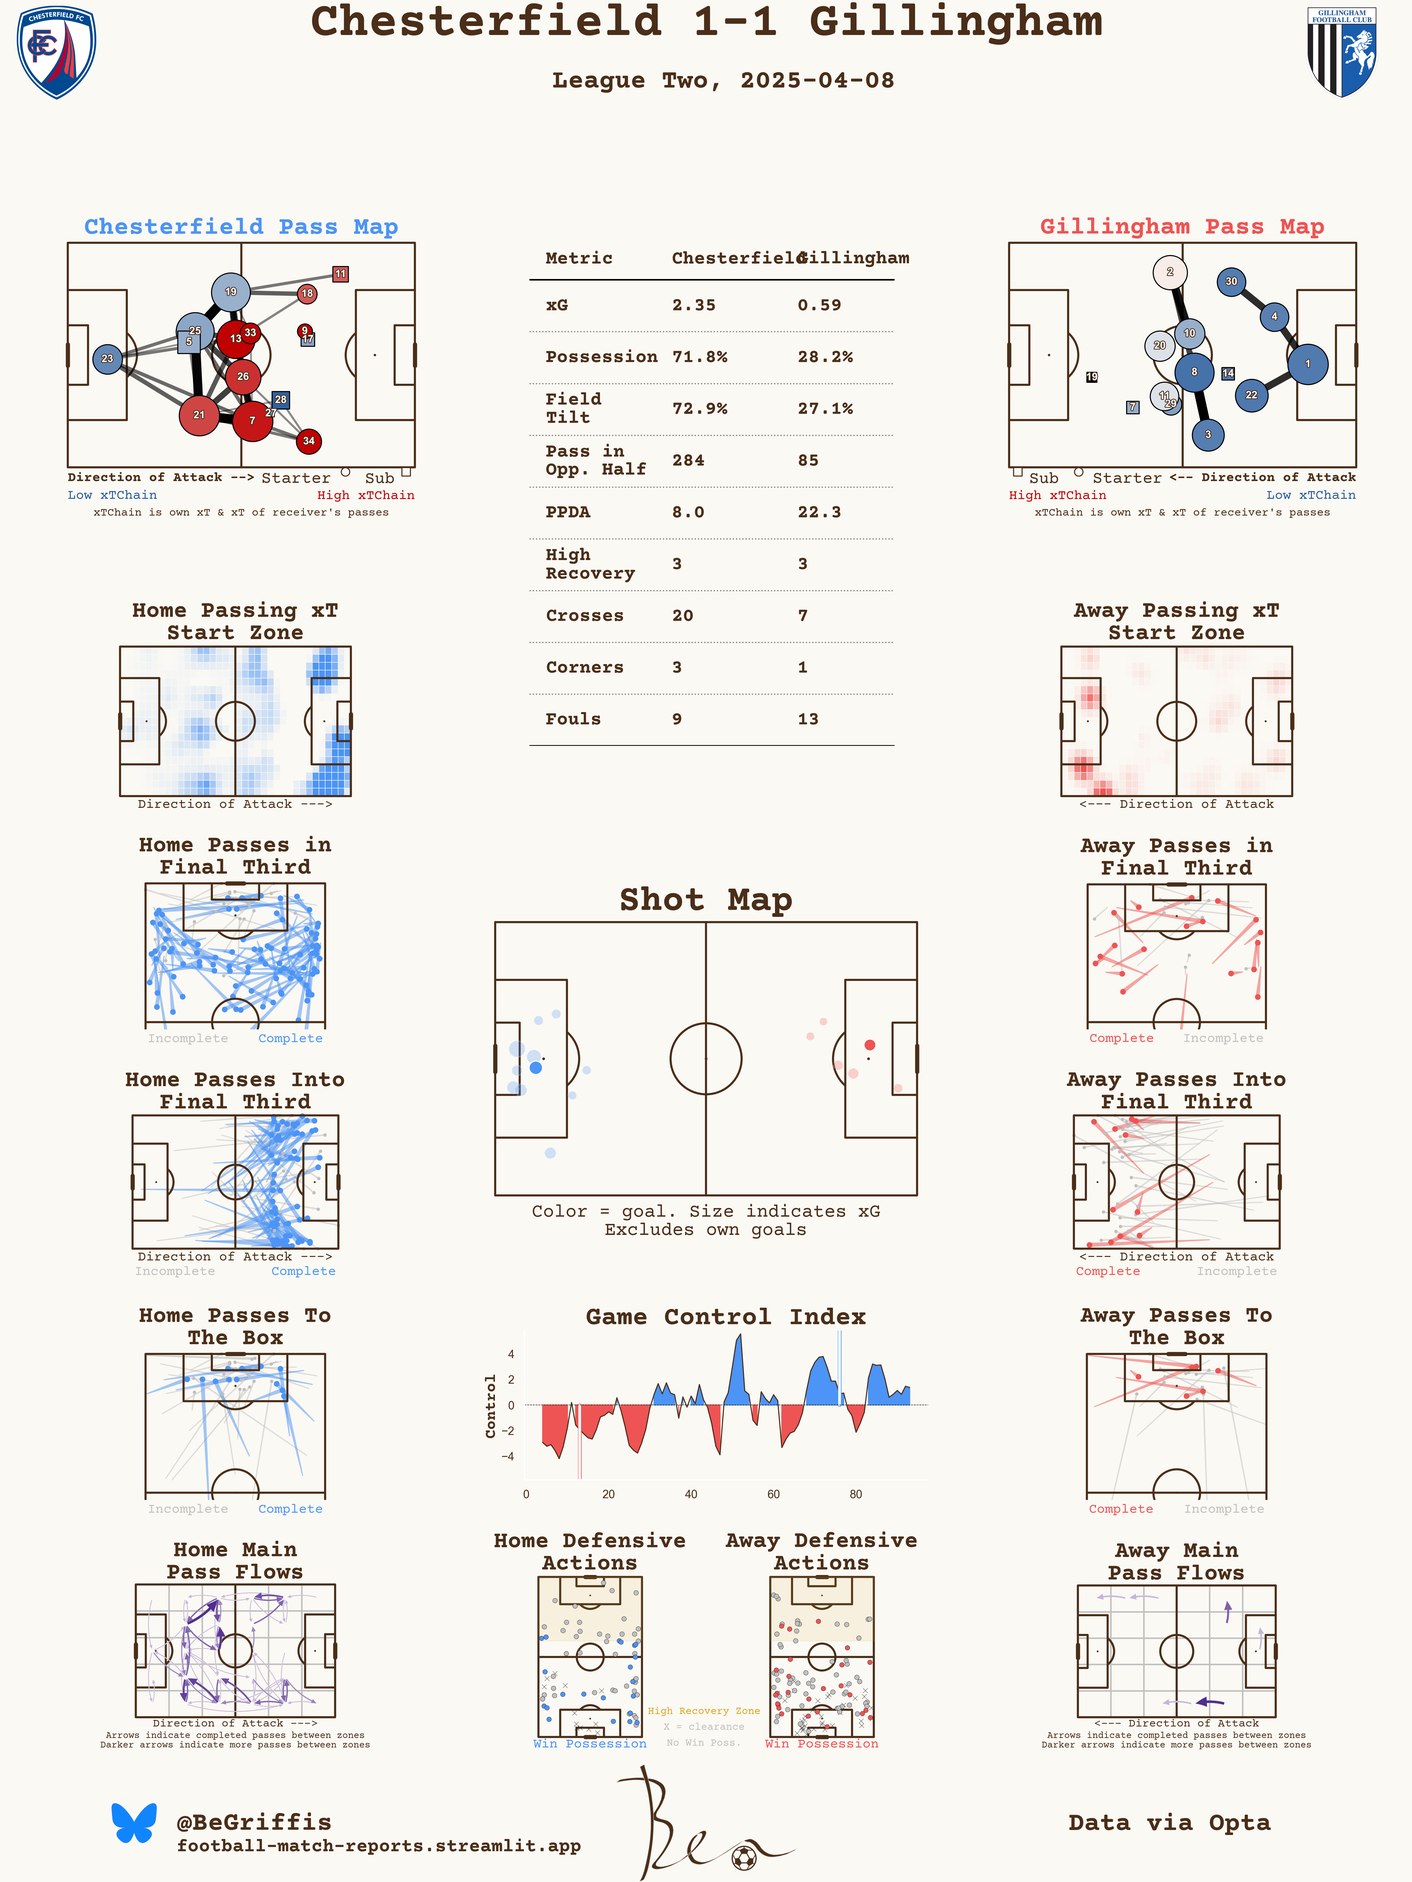 Chesterfield 1-1 Gillingham
League Two, 2025-04-08
CHESTERFIELD FC
GILLINGHAM
FOOTBALL CLUB
Chesterfield Pass Map
11
19
18
25
5
13
33
9
17
23
26
28
21
7
27
34
Direction of Attack --> Starter Sub
Low xTChain High xTChain
xTChain is own xT & xT of receiver's passes
Metric Chesterfield Gillingham
xG 2.35 0.59
Possession 71.8% 28.2%
Field
Tilt 72.9% 27.1%
Pass in
Opp. Half 284 85
PPDA 8.0 22.3
High
Recovery 3 3
Crosses 20 7
Corners 3 1
Fouls 9 13
Gillingham Pass Map
2
30
4
10
20
1
8
14
19
11
22
29
7
3
Sub Starter <-- Direction of Attack
High xTChain Low xTChain
xTChain is own xT & xT of receiver's passes
Home Passing xT
Start Zone
Direction of Attack --->
Away Passing xT
Start Zone
<--- Direction of Attack
Home Passes in
Final Third
Incomplete Complete
Away Passes in
Final Third
Complete Incomplete
Shot Map
Color = goal. Size indicates xG
Excludes own goals
Home Passes Into
Final Third
Direction of Attack --->
Incomplete Complete
Away Passes Into
Final Third
<--- Direction of Attack
Complete Incomplete
Home Passes To
The Box
Incomplete Complete
Game Control Index
Control
4
2
0
−2
−4
0 20 40 60 80
Away Passes To
The Box
Complete Incomplete
Home Main
Pass Flows
Direction of Attack --->
Arrows indicate completed passes between zones
Darker arrows indicate more passes between zones
Home Defensive
Actions
Win Possession
High Recovery Zone
X = clearance
No Win Poss.
Away Defensive
Actions
Win Possession
Away Main
Pass Flows
<--- Direction of Attack
Arrows indicate completed passes between zones
Darker arrows indicate more passes between zones
@BeGriffis
football-match-reports.streamlit.app
Ben
Data via Opta